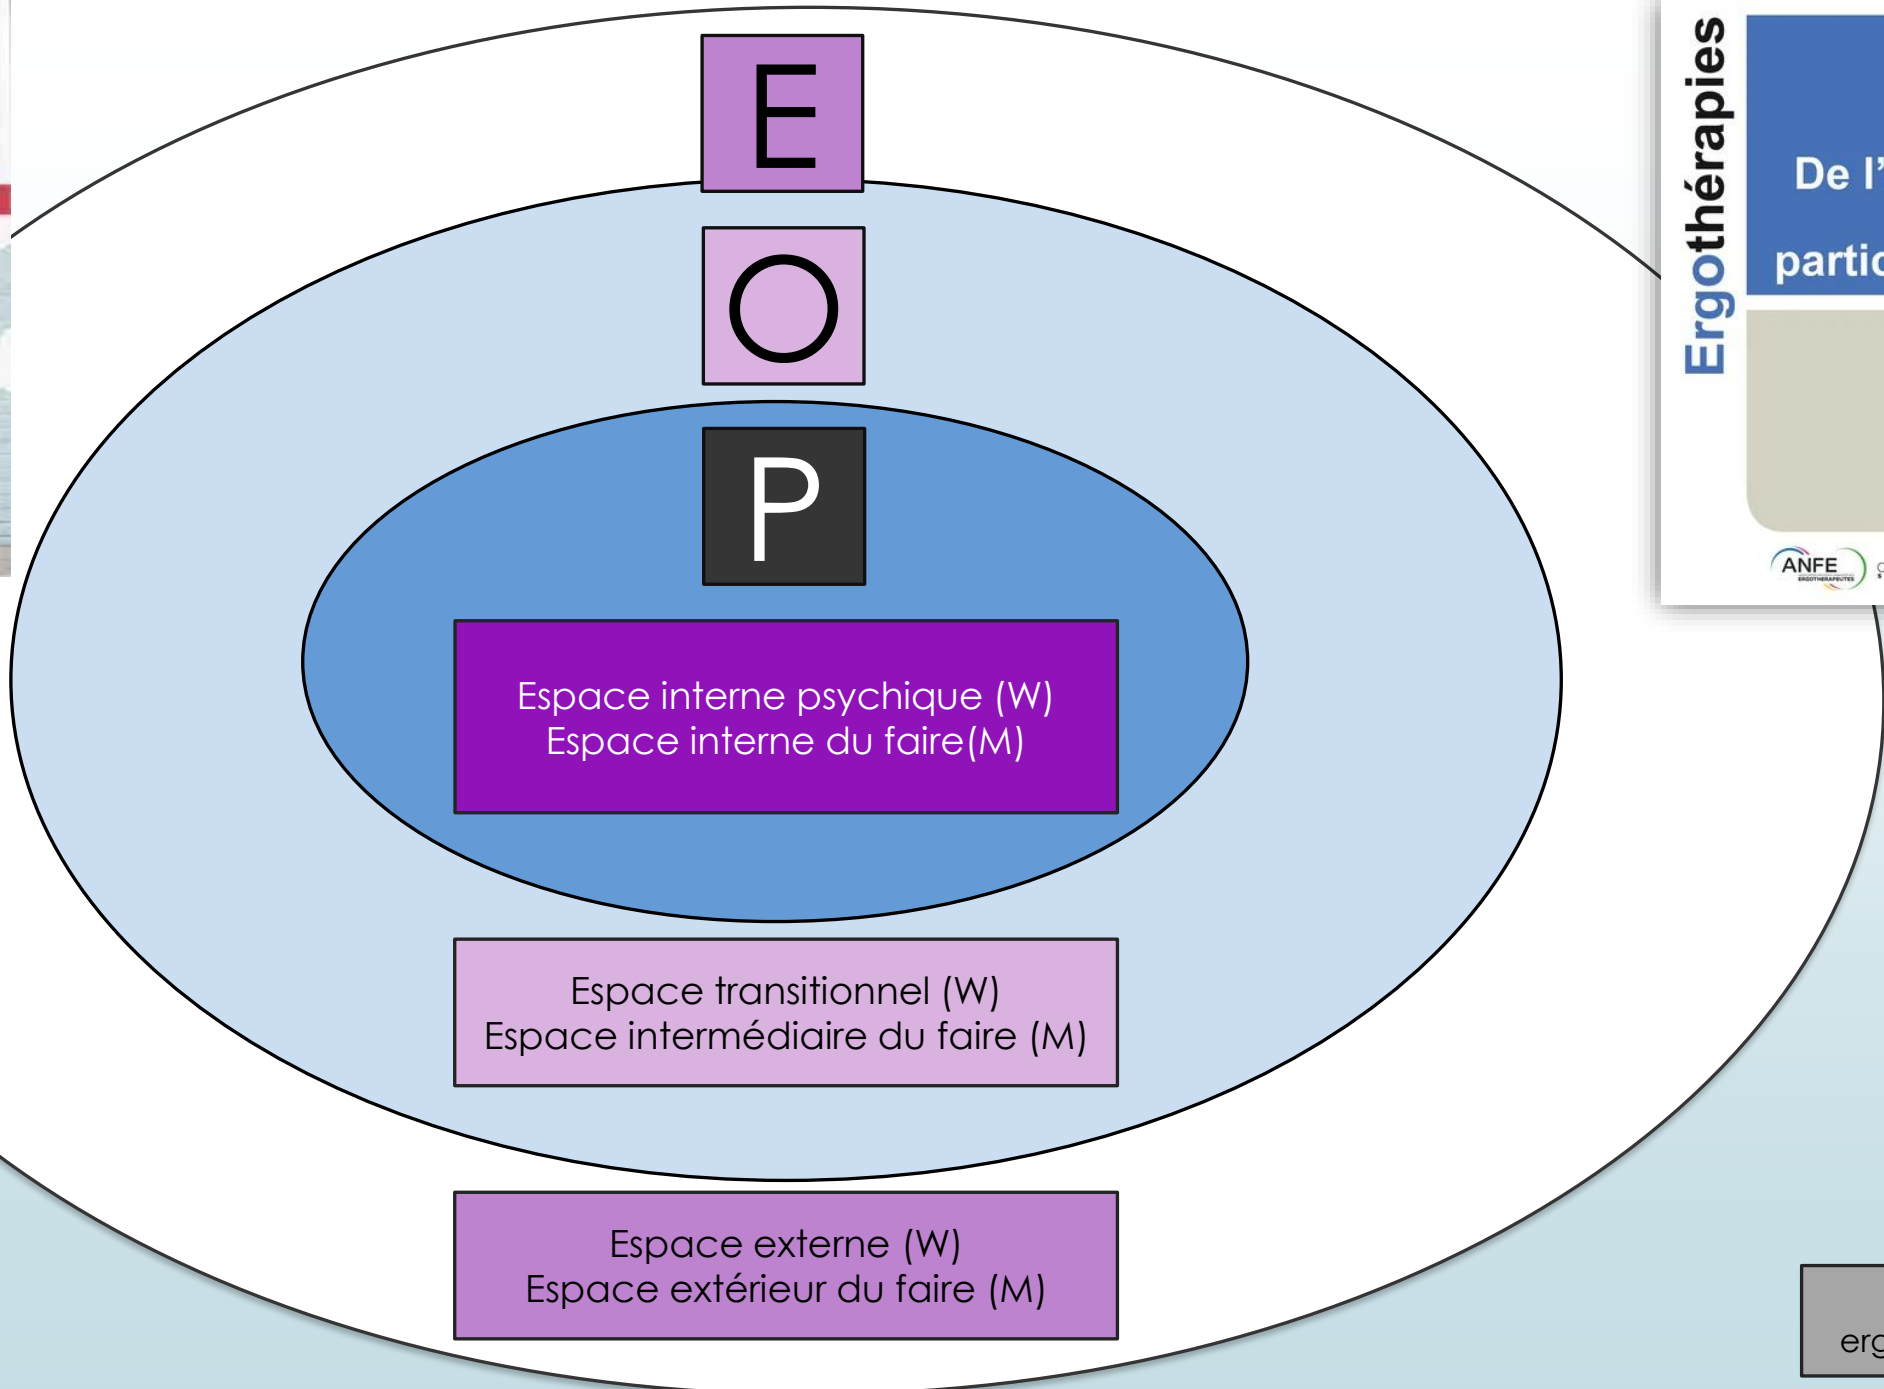 E
O
P
Espace interne psychique (W)
Espace interne du faire(M)
Espace transitionnel (W)
Espace intermédiaire du faire (M)
Espace externe (W)
Espace extérieur du faire (M)
Ergothérapies
De l’
partic
ANFE
ERGOTHERAPEUTES
erg